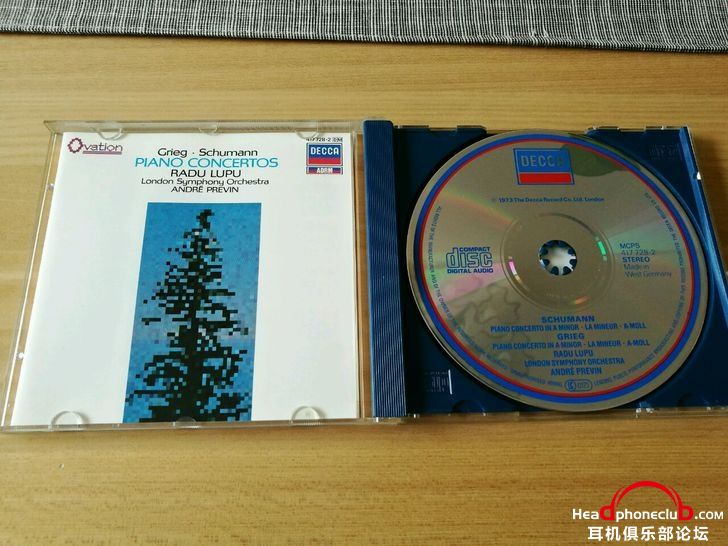 Ovation
Grieg · Schumann
PIANO CONCERTOS
RADU LUPU
London Symphony Orchestra
ANDRÉ PREVIN
417 728-2
DECCA
ADRM
DECCA
℗ 1973 The Decca Record Co. Ltd. London
COMPACT
disc
DIGITAL AUDIO
MCPS
417 728-2
STEREO
Made in
West Germany
SCHUMANN
PIANO CONCERTO IN A MINOR · LA MINEUR · A-MOLL
GRIEG
PIANO CONCERTO IN A MINOR · LA MINEUR · A-MOLL
RADU LUPU
LONDON SYMPHONY ORCHESTRA
ANDRÉ PREVIN
Headphoneclub.com
耳机俱乐部论坛